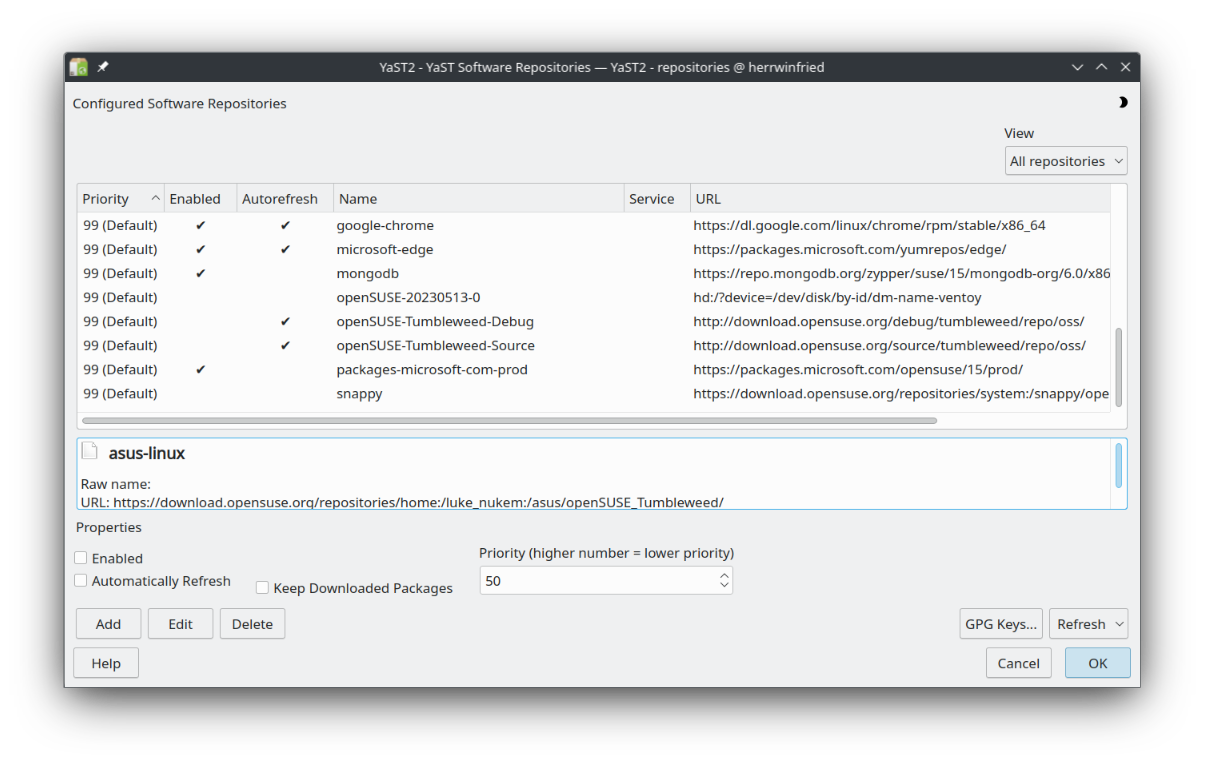 YaST2 - YaST Software Repositories — YaST2 - repositories @ herrwinfried
Configured Software Repositories
View
All repositories
Priority Enabled Autorefresh Name Service URL
99 (Default) ✔ ✔ google-chrome https://dl.google.com/linux/chrome/rpm/stable/x86_64
99 (Default) ✔ ✔ microsoft-edge https://packages.microsoft.com/yumrepos/edge/
99 (Default) ✔ mongodb https://repo.mongodb.org/zypper/suse/15/mongodb-org/6.0/x86
99 (Default) openSUSE-20230513-0 hd:/?device=/dev/disk/by-id/dm-name-ventoy
99 (Default) ✔ openSUSE-Tumbleweed-Debug http://download.opensuse.org/debug/tumbleweed/repo/oss/
99 (Default) ✔ openSUSE-Tumbleweed-Source http://download.opensuse.org/source/tumbleweed/repo/oss/
99 (Default) ✔ packages-microsoft-com-prod https://packages.microsoft.com/opensuse/15/prod/
99 (Default) snappy https://download.opensuse.org/repositories/system:/snappy/ope
asus-linux
Raw name:
URL: https://download.opensuse.org/repositories/home:/luke_nukem:/asus/openSUSE_Tumbleweed/
Properties
Enabled
Automatically Refresh
Keep Downloaded Packages
Priority (higher number = lower priority)
50
Add Edit Delete GPG Keys... Refresh
Help Cancel OK